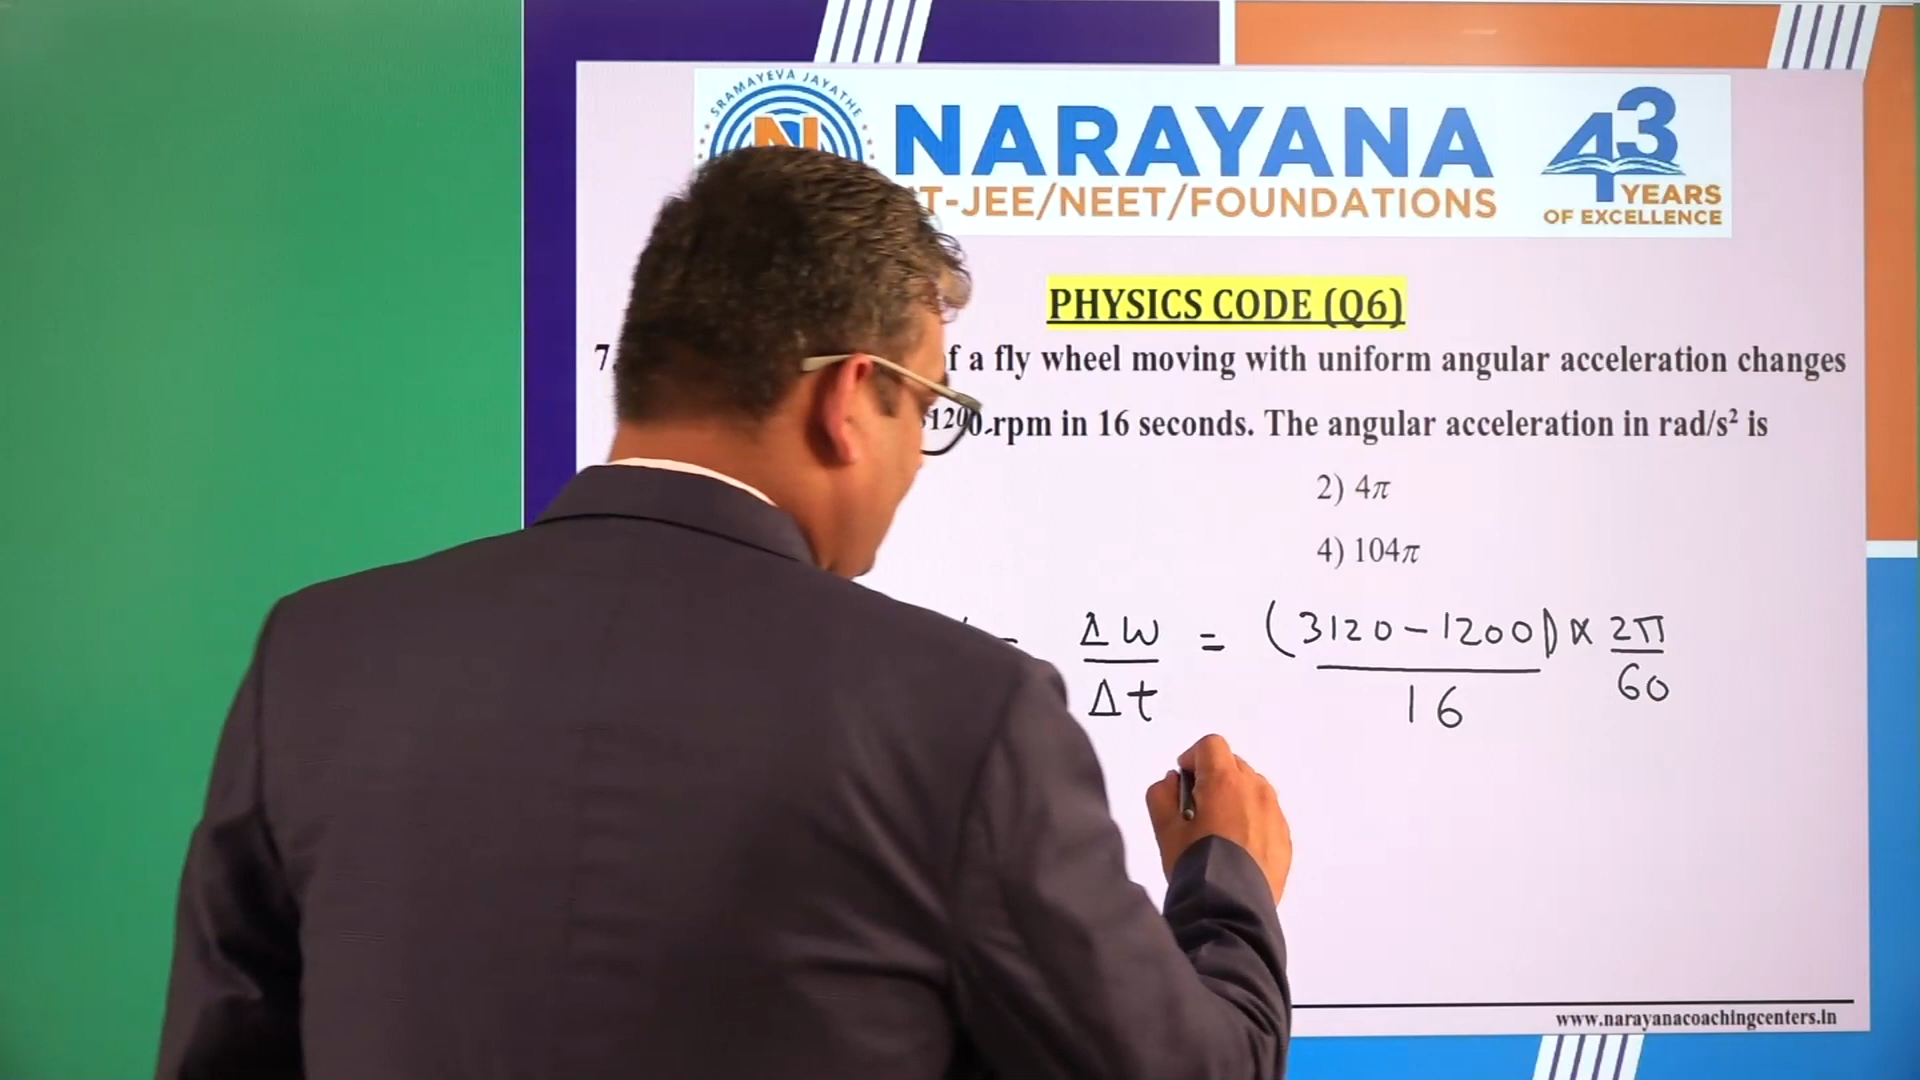 SRAMAYEVA JAYATHE
NARAYANA
T-JEE/NEET/FOUNDATIONS
43
YEARS
OF EXCELLENCE
PHYSICS CODE (Q6)
7. f a fly wheel moving with uniform angular acceleration changes
1200 rpm in 16 seconds. The angular acceleration in rad/s² is
2) 4π
4) 104π
Δω/Δt = (3120 – 1200)/16 × 2π/60
www.narayanacoachingcenters.in